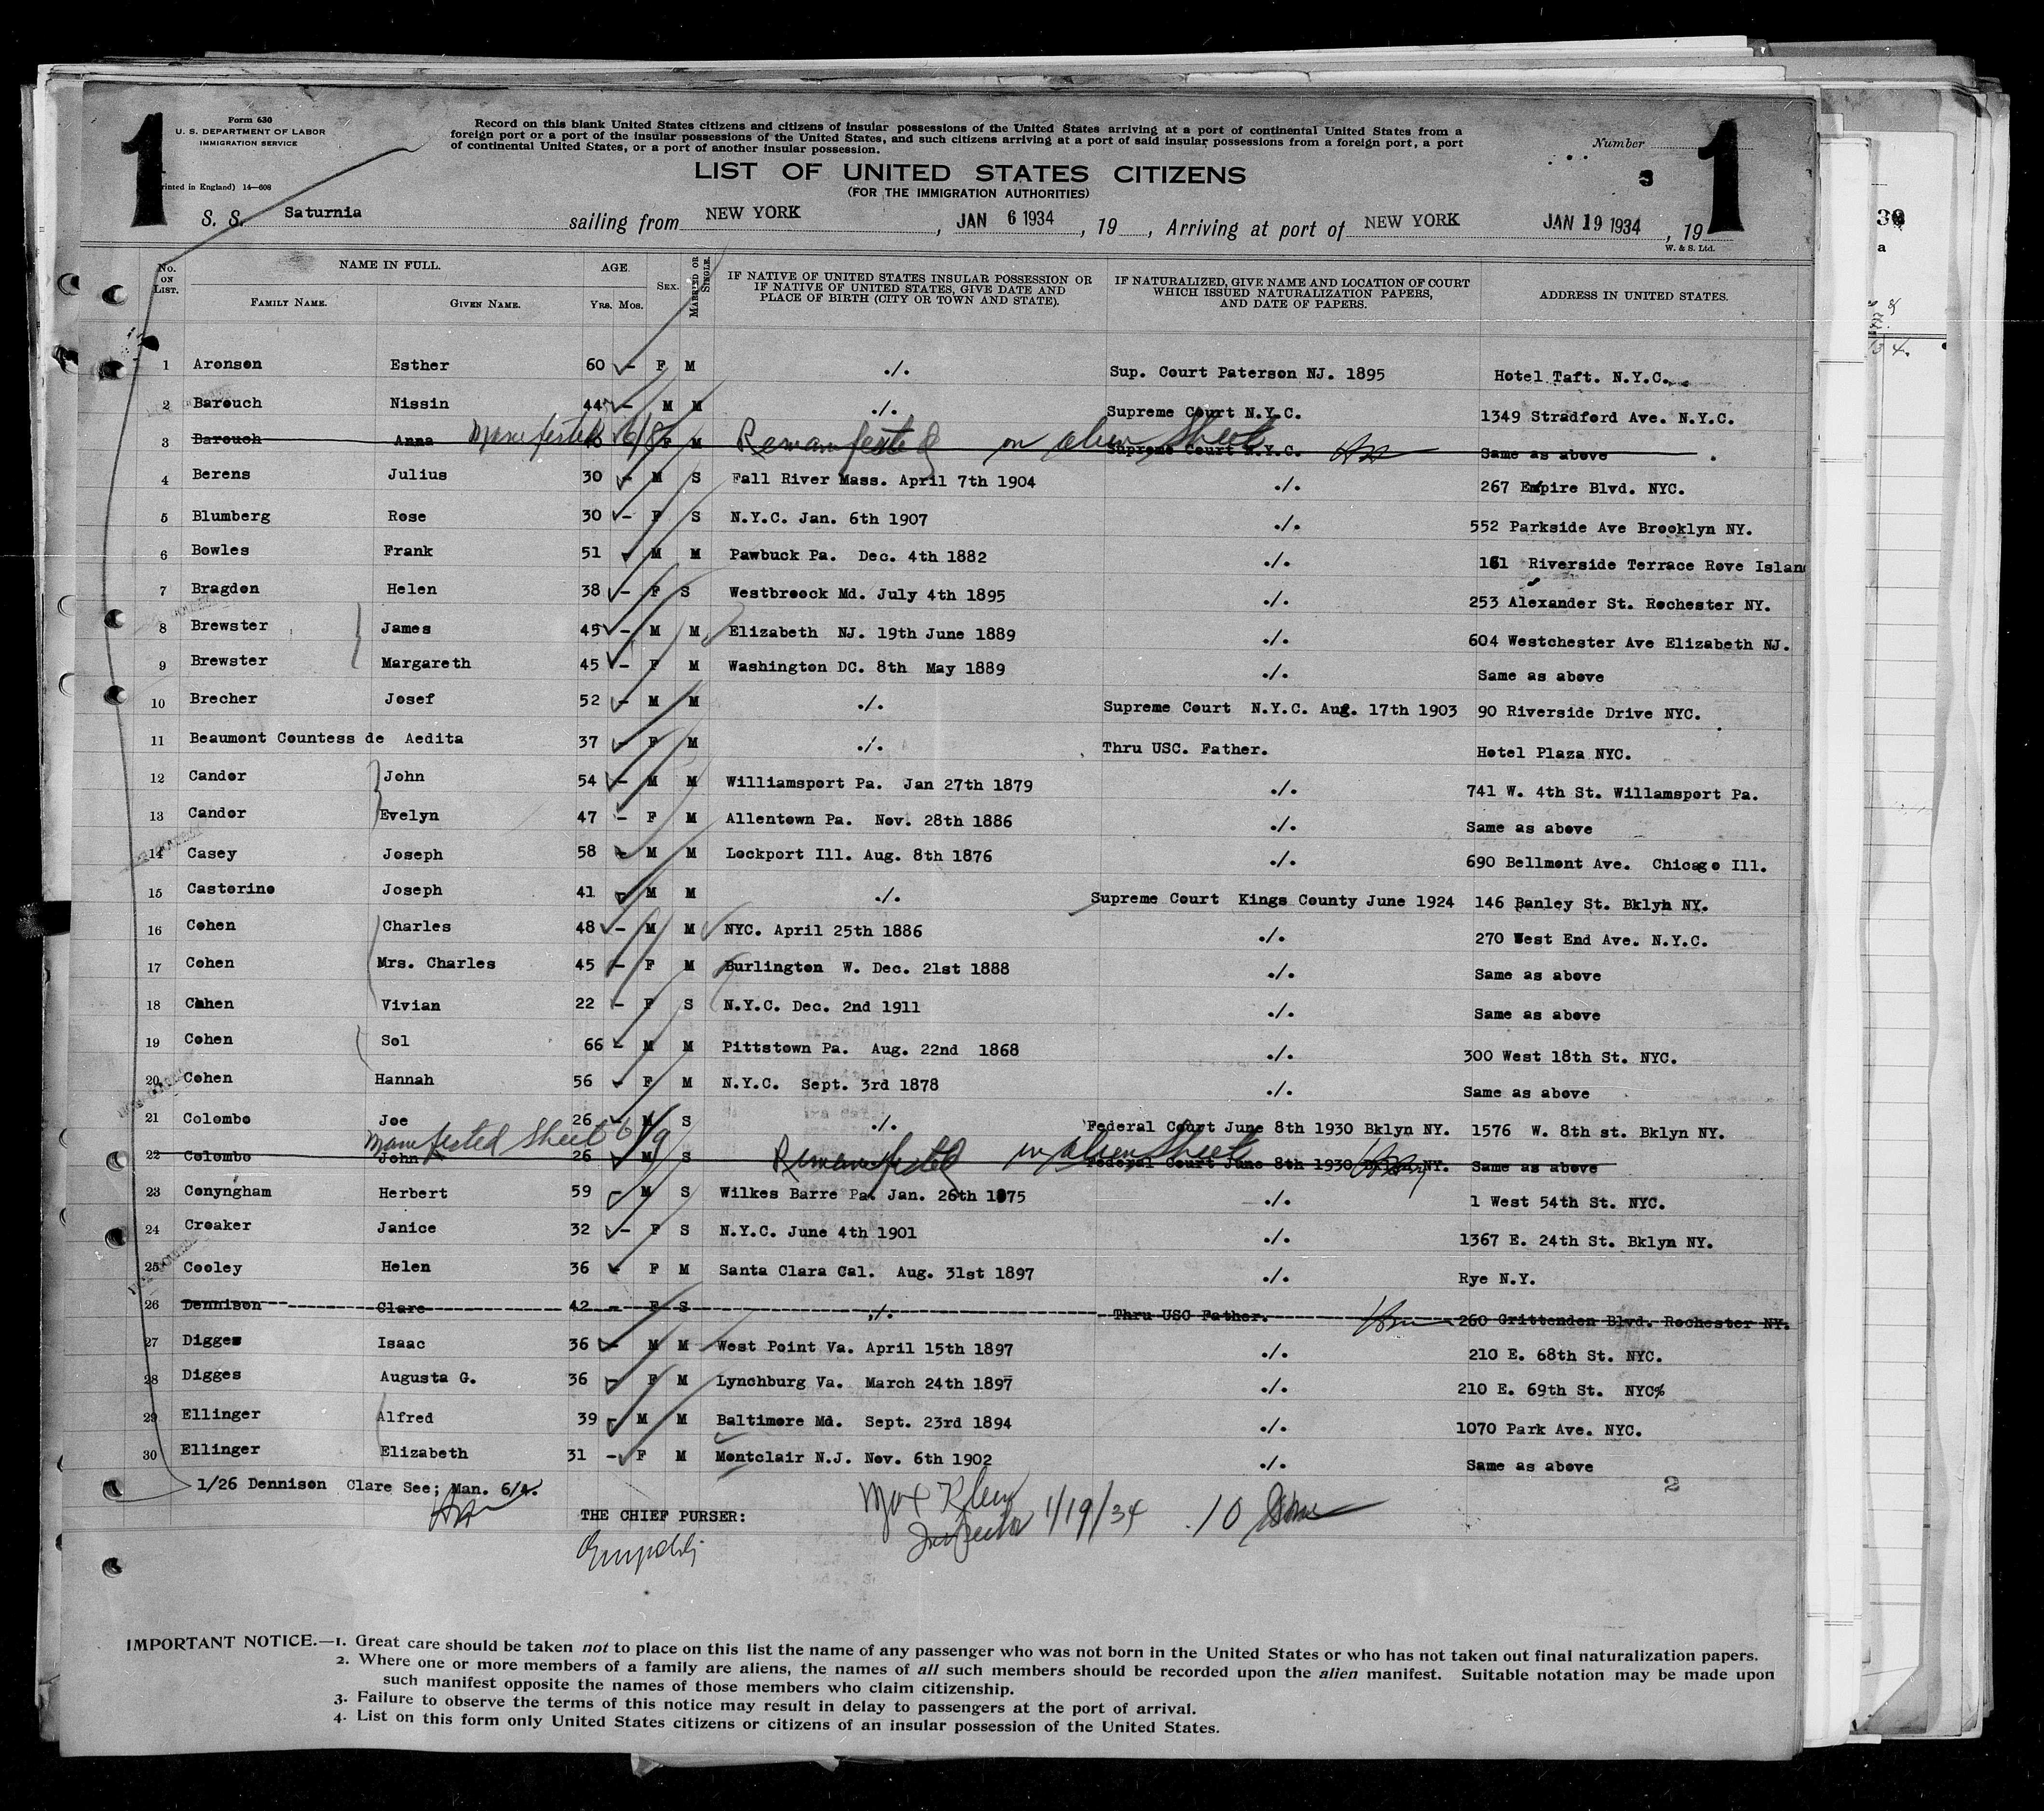 1
1
Form 630
U. S. DEPARTMENT OF LABOR
IMMIGRATION SERVICE
rinted in England) 14—608
Record on this blank United States citizens and citizens of insular possessions of the United States arriving at a port of continental United States from a
foreign port or a port of the insular possessions of the United States, and such citizens arriving at a port of said insular possessions from a foreign port, a port
of continental United States, or a port of another insular possession.
Number
3
LIST OF UNITED STATES CITIZENS
(FOR THE IMMIGRATION AUTHORITIES)
S. S. Saturnia sailing from NEW YORK, JAN 6 1934, 19, Arriving at port of NEW YORK JAN 19 1934, 19
W. & S. Ltd.
No. ON LIST. NAME IN FULL. FAMILY NAME. GIVEN NAME. AGE. YRS. MOS. SEX. MARRIED OR SINGLE. IF NATIVE OF UNITED STATES INSULAR POSSESSION OR IF NATIVE OF UNITED STATES, GIVE DATE AND PLACE OF BIRTH (CITY OR TOWN AND STATE). IF NATURALIZED, GIVE NAME AND LOCATION OF COURT WHICH ISSUED NATURALIZATION PAPERS, AND DATE OF PAPERS. ADDRESS IN UNITED STATES.
1 Aronson Esther 60 - F M ./. Sup. Court Paterson NJ. 1895 Hotel Taft. N.Y.C.
2 Barouch Nissin 44 - M M ./. Supreme Court N.Y.C. 1349 Stradford Ave. N.Y.C.
Manifested 6/8 Remanifested on alien Sheet
3 Barouch Anna F M Supreme Court N.Y.C. Same as above
4 Berens Julius 30 - M S Fall River Mass. April 7th 1904 ./. 267 Empire Blvd. NYC.
5 Blumberg Rose 30 - F S N.Y.C. Jan. 6th 1907 ./. 552 Parkside Ave Brooklyn NY.
6 Bowles Frank 51 - M M Pawbuck Pa. Dec. 4th 1882 ./. 161 Riverside Terrace Rove Island
7 Bragdon Helen 38 - F S Westbroock Md. July 4th 1895 ./. 253 Alexander St. Rochester NY.
8 Brewster James 45 - M M Elizabeth NJ. 19th June 1889 ./. 604 Westchester Ave Elizabeth NJ.
9 Brewster Margareth 45 - F M Washington DC. 8th May 1889 ./. Same as above
10 Brecher Josef 52 - M M ./. Supreme Court N.Y.C. Aug. 17th 1903 90 Riverside Drive NYC.
11 Beaumont Countess de Aedita 37 - F M ./. Thru USC. Father. Hotel Plaza NYC.
12 Candor John 54 - M M Williamsport Pa. Jan 27th 1879 ./. 741 W. 4th St. Willamsport Pa.
13 Candor Evelyn 47 - F M Allentown Pa. Nov. 28th 1886 ./. Same as above
14 Casey Joseph 58 - M M Lockport Ill. Aug. 8th 1876 ./. 690 Bellmont Ave. Chicago Ill.
15 Castorino Joseph 41 - M M ./. Supreme Court Kings County June 1924 146 Banley St. Bklyn NY.
16 Cohen Charles 48 - M M NYC. April 25th 1886 ./. 270 West End Ave. N.Y.C.
17 Cohen Mrs. Charles 45 - F M Burlington W. Dec. 21st 1888 ./. Same as above
18 Cohen Vivian 22 - F S N.Y.C. Dec. 2nd 1911 ./. Same as above
19 Cohen Sol 66 - M M Pittstown Pa. Aug. 22nd 1868 ./. 300 West 18th St. NYC.
20 Cohen Hannah 56 - F M N.Y.C. Sept. 3rd 1878 ./. Same as above
21 Colombo Joe 26 - M S ./. Federal Court June 8th 1930 Bklyn NY. 1576 W. 8th st. Bklyn NY.
Manifested Sheet 6/9 Remanifested on alien Sheet
22 Colombo John 26 M S Federal Court June 8th 1930 Bklyn NY. Same as above
23 Conyngham Herbert 59 - M S Wilkes Barre Pa. Jan. 26th 1875 ./. 1 West 54th St. NYC.
24 Croaker Janice 32 - F S N.Y.C. June 4th 1901 ./. 1367 E. 24th St. Bklyn NY.
25 Cooley Helen 36 - F M Santa Clara Cal. Aug. 31st 1897 ./. Rye N.Y.
26 Dennison Clare 42 - F S ./. Thru USC Father. 260 Crittenden Blvd. Rochester NY.
27 Digges Isaac 36 - M M West Point Va. April 15th 1897 ./. 210 E. 68th St. NYC.
28 Digges Augusta G. 36 - F M Lynchburg Va. March 24th 1897 ./. 210 E. 69th St. NYC%
29 Ellinger Alfred 39 - M M Baltimore Md. Sept. 23rd 1894 ./. 1070 Park Ave. NYC.
30 Ellinger Elizabeth 31 - F M Montclair N.J. Nov. 6th 1902 ./. Same as above
1/26 Dennison Clare See; Man. 6/4.
2
THE CHIEF PURSER:
Max Klein
Inspector 1/19/34
10
IMPORTANT NOTICE.—1. Great care should be taken not to place on this list the name of any passenger who was not born in the United States or who has not taken out final naturalization papers.
2. Where one or more members of a family are aliens, the names of all such members should be recorded upon the alien manifest. Suitable notation may be made upon
such manifest opposite the names of those members who claim citizenship.
3. Failure to observe the terms of this notice may result in delay to passengers at the port of arrival.
4. List on this form only United States citizens or citizens of an insular possession of the United States.